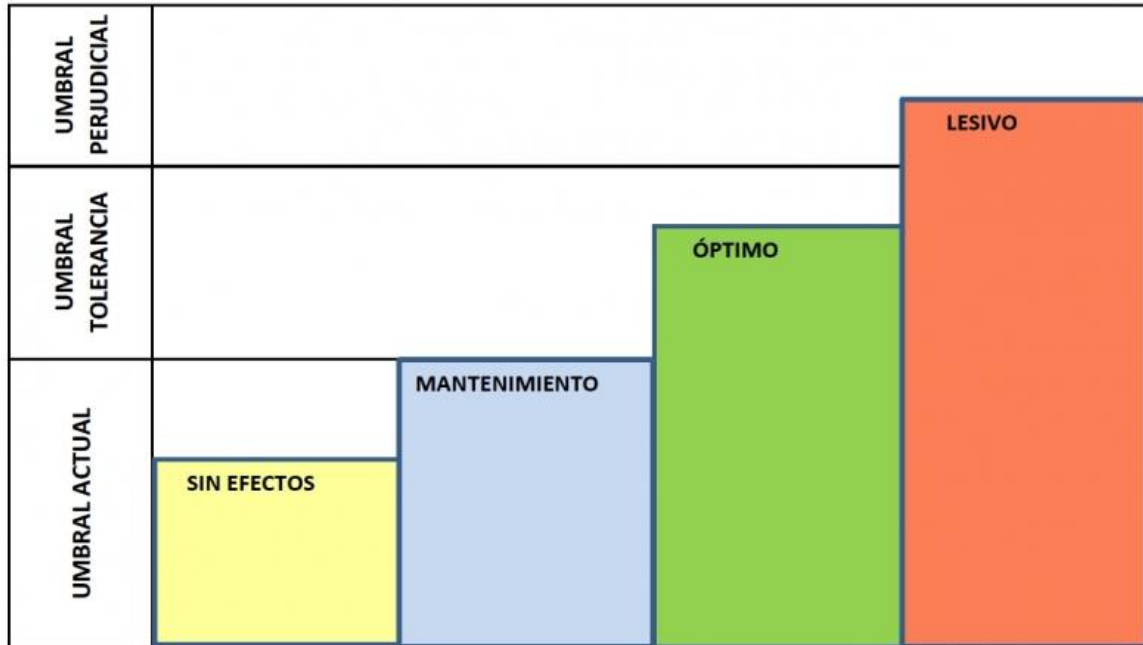 UMBRAL
PERJUDICIAL
LESIVO
UMBRAL
TOLERANCIA
ÓPTIMO
UMBRAL ACTUAL
MANTENIMIENTO
SIN EFECTOS